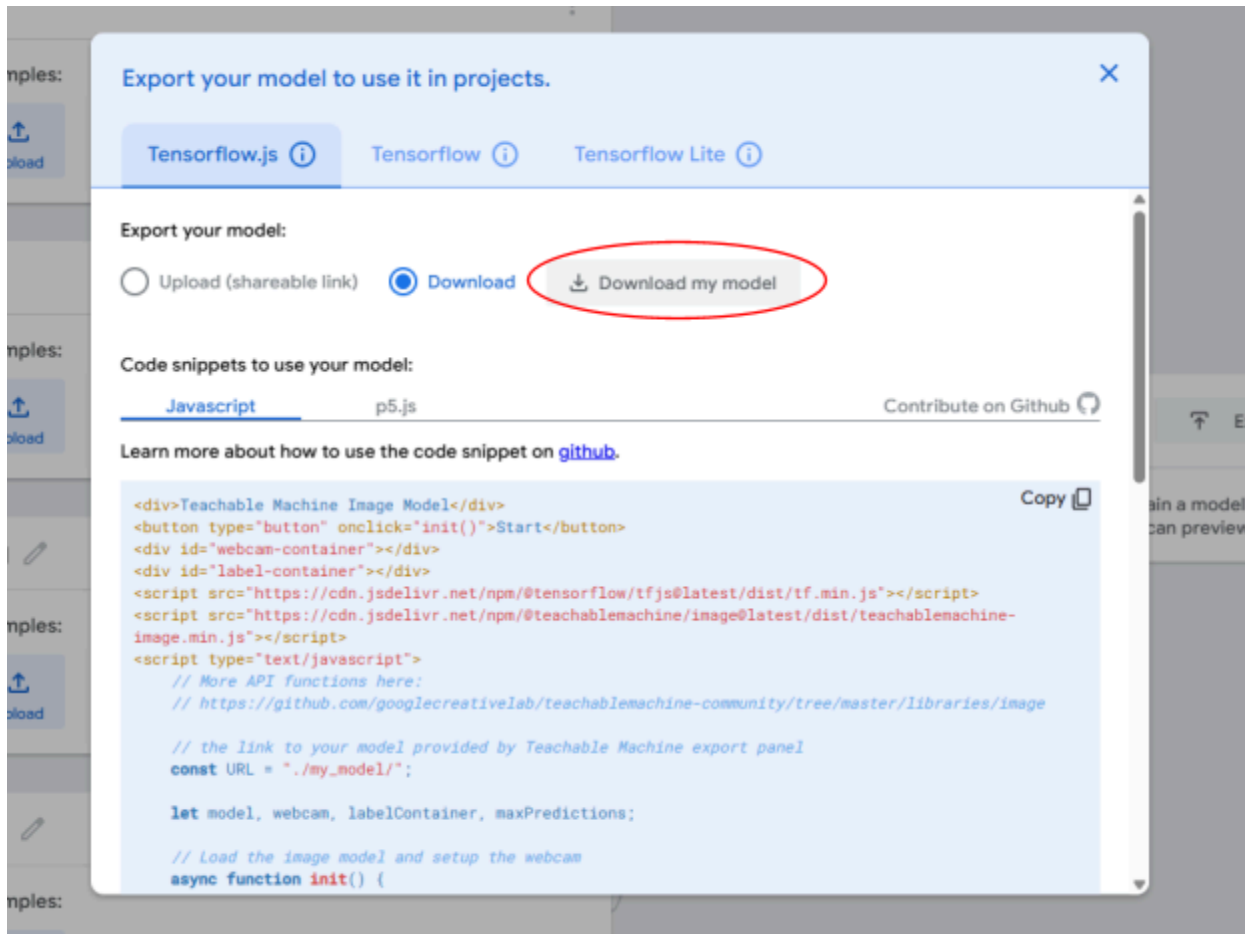 mples:
Export your model to use it in projects.
Tensorflow.js
Tensorflow
Tensorflow Lite
Export your model:
Upload (shareable link)
Download
Download my model
mples:
Code snippets to use your model:
Javascript
p5.js
Contribute on Github
E
Learn more about how to use the code snippet on github.
Copy
<div>Teachable Machine Image Model</div>
<button type="button" onclick="init()">Start</button>
<div id="webcam-container"></div>
<div id="label-container"></div>
<script src="https://cdn.jsdelivr.net/npm/@tensorflow/tfjs@latest/dist/tf.min.js"></script>
<script src="https://cdn.jsdelivr.net/npm/@teachablemachine/image@latest/dist/teachablemachine-
image.min.js"></script>
<script type="text/javascript">
// More API functions here:
// https://github.com/googlecreativelab/teachablemachine-community/tree/master/libraries/image
// the link to your model provided by Teachable Machine export panel
const URL = "./my_model/";
let model, webcam, labelContainer, maxPredictions;
// Load the image model and setup the webcam
async function init() {
ain a model
can preview
mples:
mples: